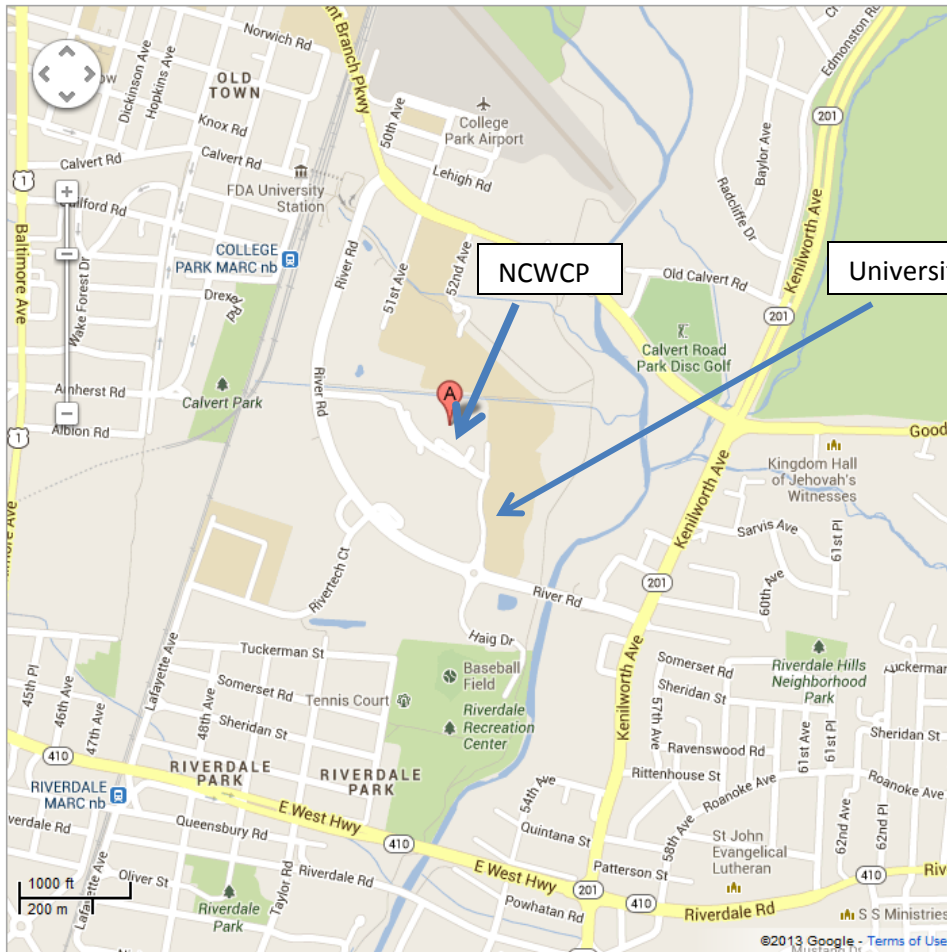 Norwich Rd
Edmonston Rd
Dickinson Ave
Hopkins Ave
OLD
TOWN
nt Branch Pkwy
50th Ave
College
Park Airport
201
Knox Rd
Calvert Rd
Calvert Rd
Lehigh Rd
Baylor Ave
Radcliffe Dr
1
FDA University
Station
Kenilworth Ave
Baltimore Ave
Wake Forest Dr
COLLEGE
PARK MARC nb
River Rd
51st Ave
52nd Ave
NCWCP
Old Calvert Rd
Universit
201
Drexel
Rd
Calvert Road
Park Disc Golf
Amherst Rd
Calvert Park
River Rd
A
Albion Rd
1
Good
Kingdom Hall
of Jehovah's
Witnesses
Kenilworth Ave
Sarvis Ave
61st Pl
60th Ave
201
Rivertech Ct
River Rd
Haig Dr
Lafayette Ave
Tuckerman St
45th Pl
46th Ave
47th Ave
48th Ave
Somerset Rd
Sheridan St
Tennis Court
Baseball
Field
Riverdale
Recreation
Center
Kenilworth Ave
Somerset Rd
Sheridan St
57th Ave
Riverdale Hills
Neighborhood
Park
Tuckerman
61st Ave
61st Pl
Sheridan St
Ravenswood Rd
Rittenhouse St
Roanoke Ave
Roanoke Ave
410
RIVERDALE
PARK
RIVERDALE
PARK
RIVERDALE
MARC nb
E West Hwy
verdale Rd
Queensbury Rd
410
54th Ave
Quintana St
58th Ave
St John
Evangelical
Lutheran
62nd Ave
62nd Pl
E West Hwy
Patterson St
201
410
410
Riv
Riverdale Rd
Powhatan Rd
Oliver St
Taylor Rd
Riverdale Rd
Riverdale
Park
Lafayette Ave
1000 ft
200 m
S S Ministries
©2013 Google - Terms of Use